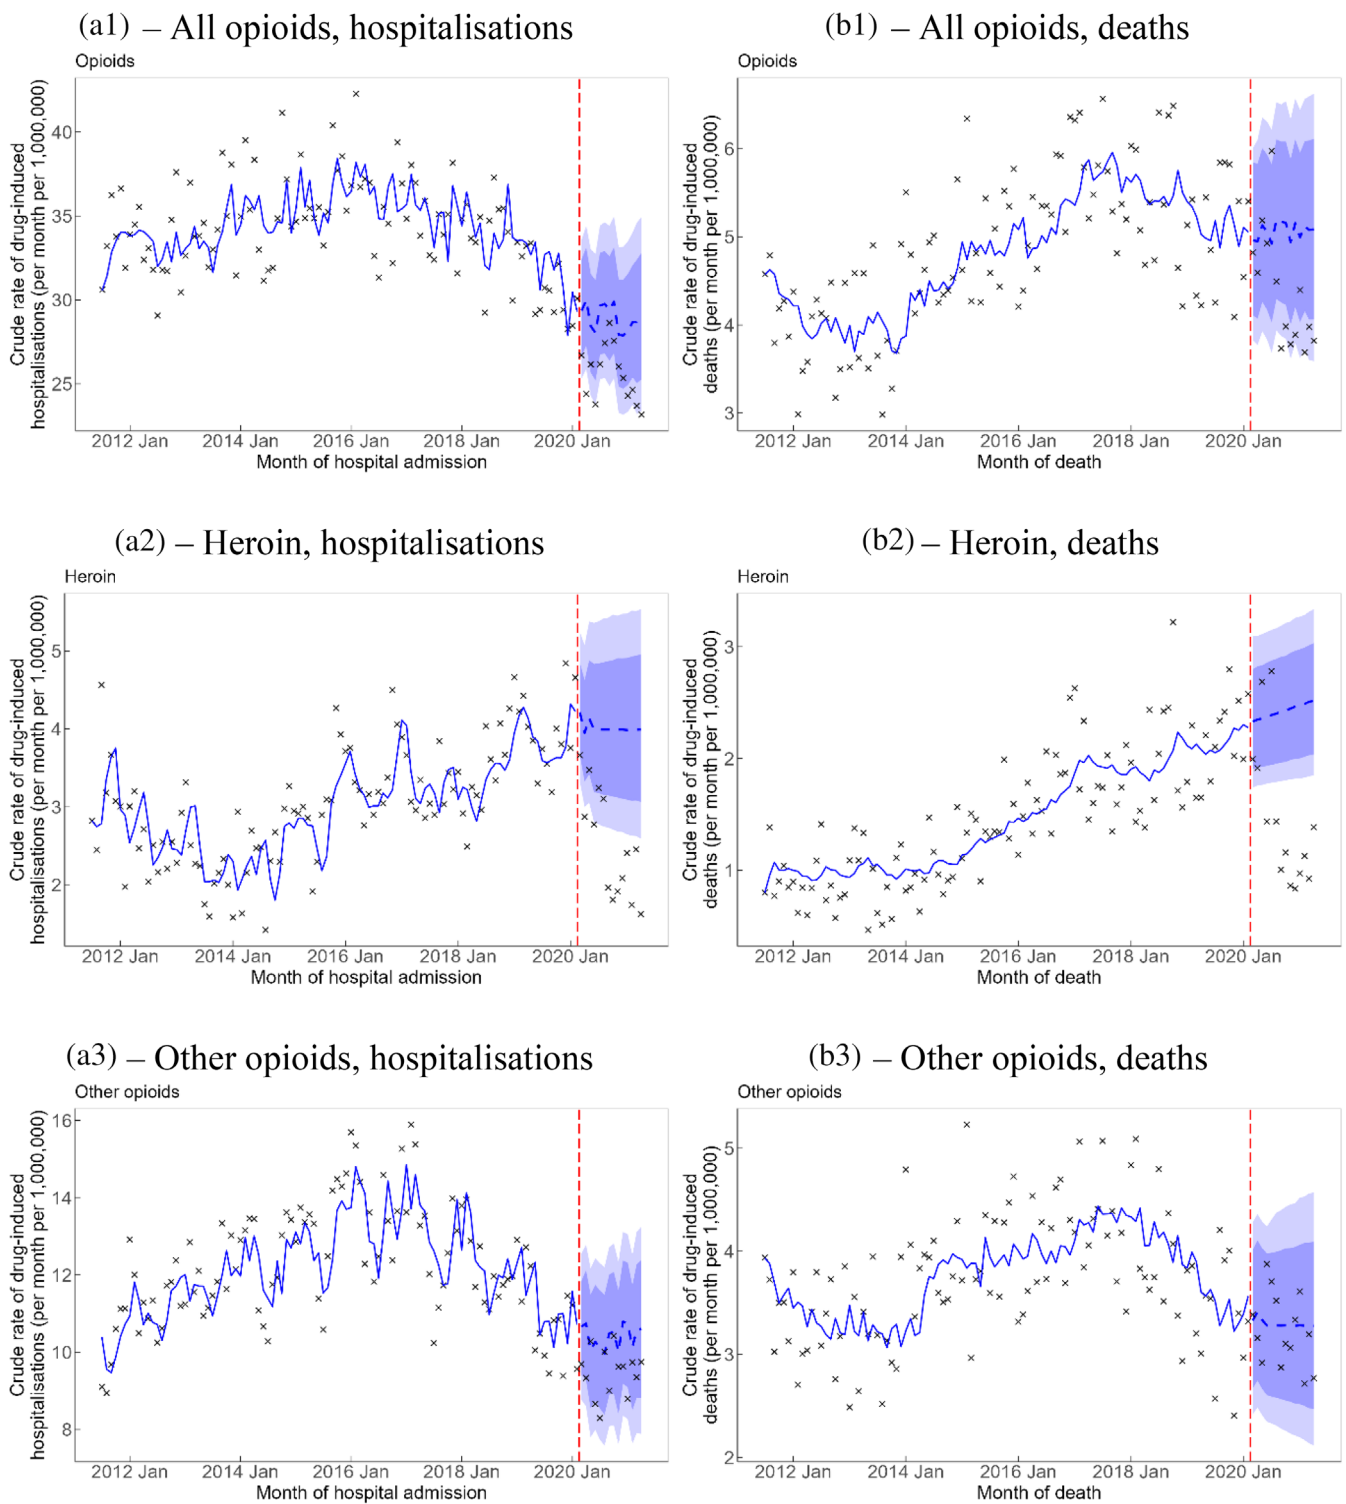 (a1) – All opioids, hospitalisations
Opioids
Crude rate of drug-induced
hospitalisations (per month per 1,000,000)
40
35
30
25
2012 Jan 2014 Jan 2016 Jan 2018 Jan 2020 Jan
Month of hospital admission
(b1) – All opioids, deaths
Opioids
Crude rate of drug-induced
deaths (per month per 1,000,000)
6
5
4
3
2012 Jan 2014 Jan 2016 Jan 2018 Jan 2020 Jan
Month of death
(a2) – Heroin, hospitalisations
Heroin
Crude rate of drug-induced
hospitalisations (per month per 1,000,000)
5
4
3
2
2012 Jan 2014 Jan 2016 Jan 2018 Jan 2020 Jan
Month of hospital admission
(b2) – Heroin, deaths
Heroin
Crude rate of drug-induced
deaths (per month per 1,000,000)
3
2
1
2012 Jan 2014 Jan 2016 Jan 2018 Jan 2020 Jan
Month of death
(a3) – Other opioids, hospitalisations
Other opioids
Crude rate of drug-induced
hospitalisations (per month per 1,000,000)
16
14
12
10
8
2012 Jan 2014 Jan 2016 Jan 2018 Jan 2020 Jan
Month of hospital admission
(b3) – Other opioids, deaths
Other opioids
Crude rate of drug-induced
deaths (per month per 1,000,000)
5
4
3
2
2012 Jan 2014 Jan 2016 Jan 2018 Jan 2020 Jan
Month of death